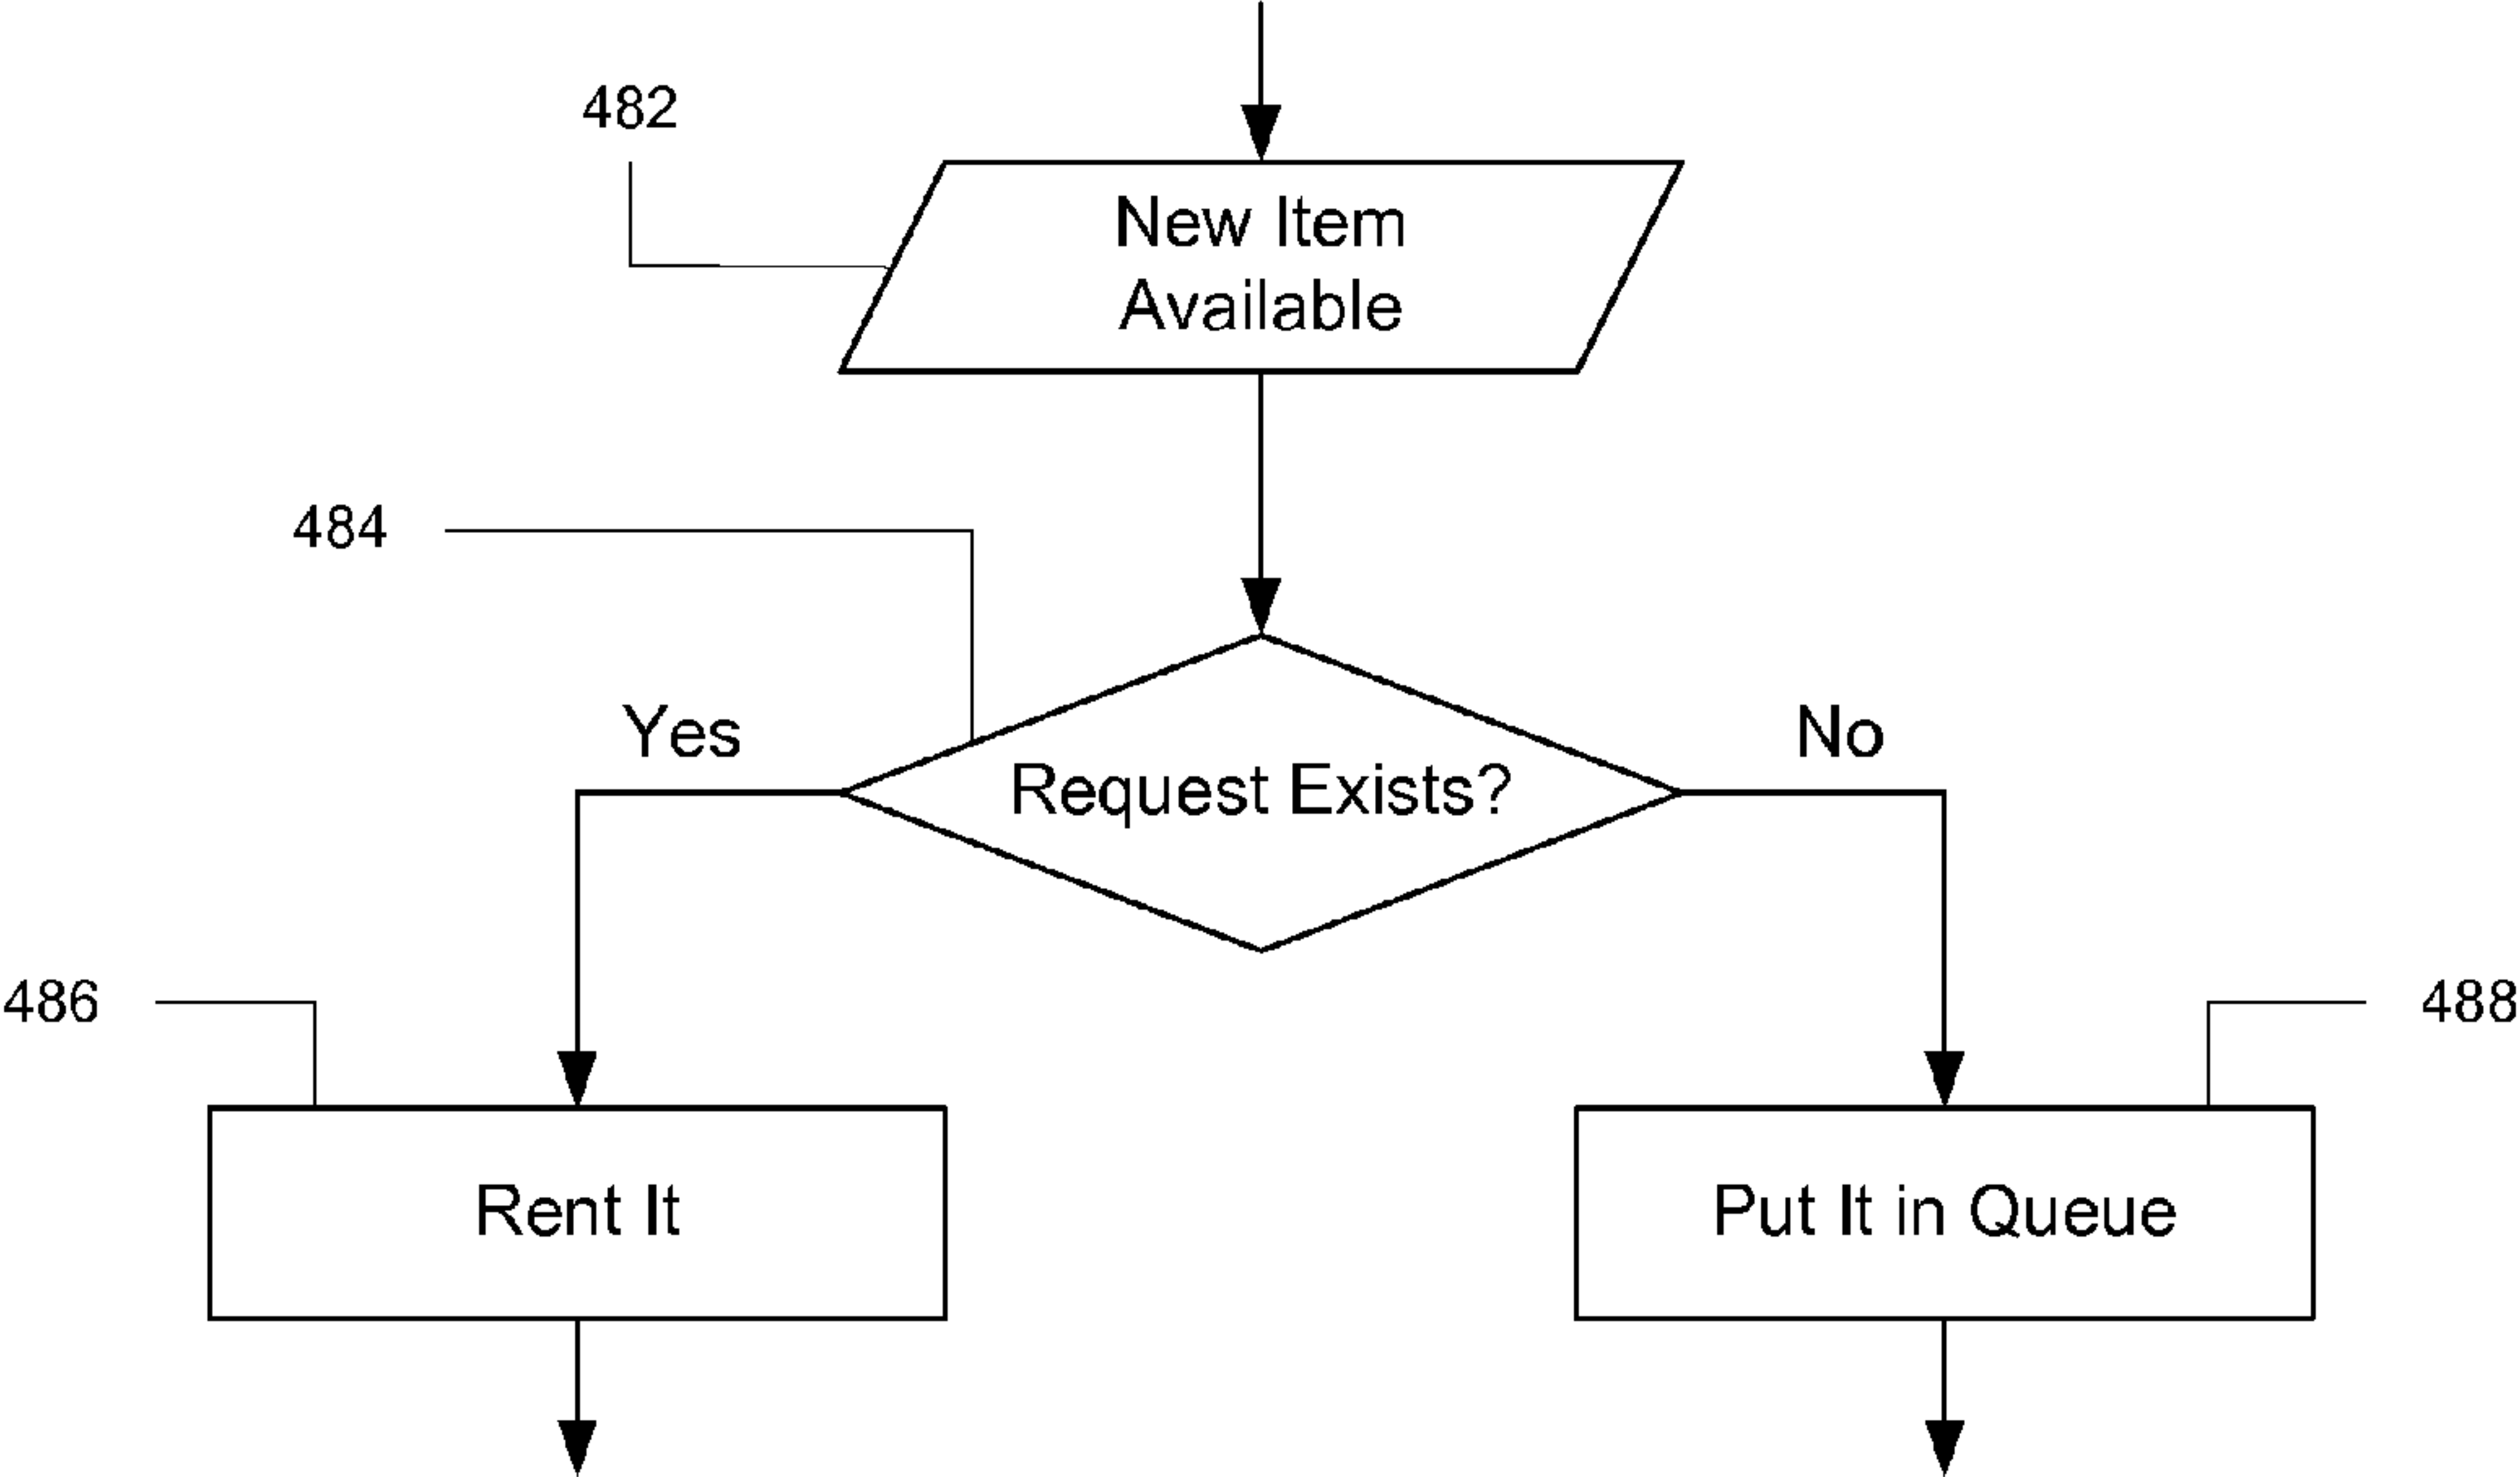 482
New Item
Available
484
Yes
No
Request Exists?
486
488
Rent It
Put It in Queue